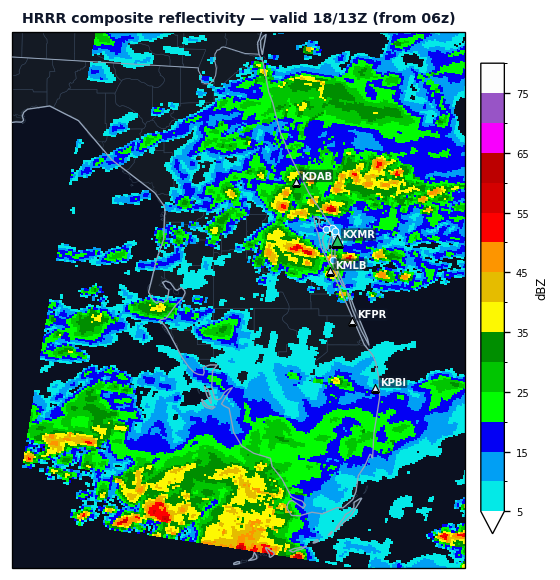 HRRR composite reflectivity — valid 18/13Z (from 06z)
KDAB
KXMR
KMLB
KFPR
KPBI
75
65
55
45
35
25
15
5
dBZ